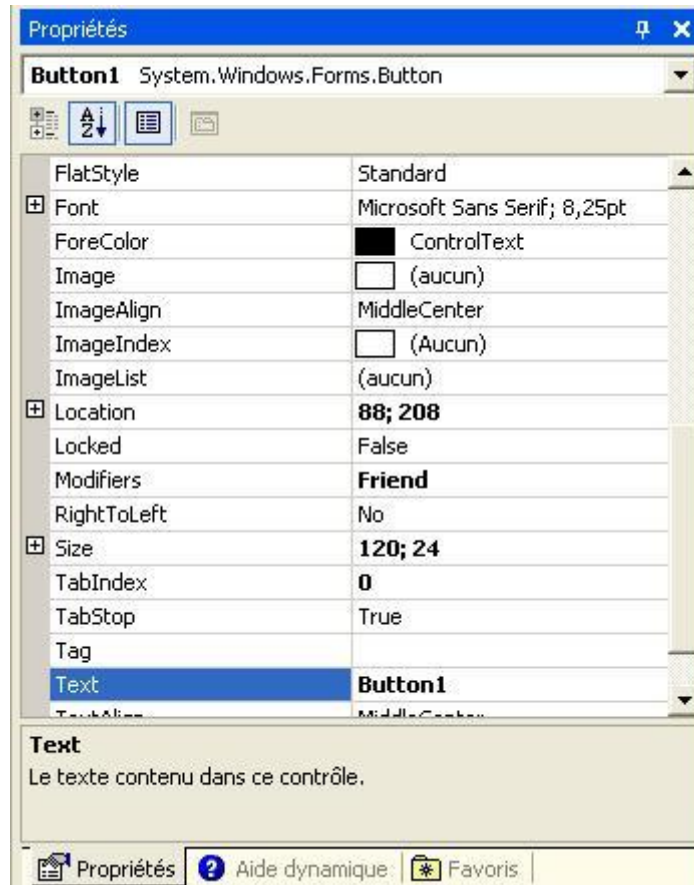 Propriétés
Button1 System.Windows.Forms.Button
FlatStyle Standard
Font Microsoft Sans Serif; 8,25pt
ForeColor ControlText
Image (aucun)
ImageAlign MiddleCenter
ImageIndex (Aucun)
ImageList (aucun)
Location 88; 208
Locked False
Modifiers Friend
RightToLeft No
Size 120; 24
TabIndex 0
TabStop True
Tag
Text Button1
TextAlign MiddleCenter
Text
Le texte contenu dans ce contrôle.
Propriétés Aide dynamique Favoris